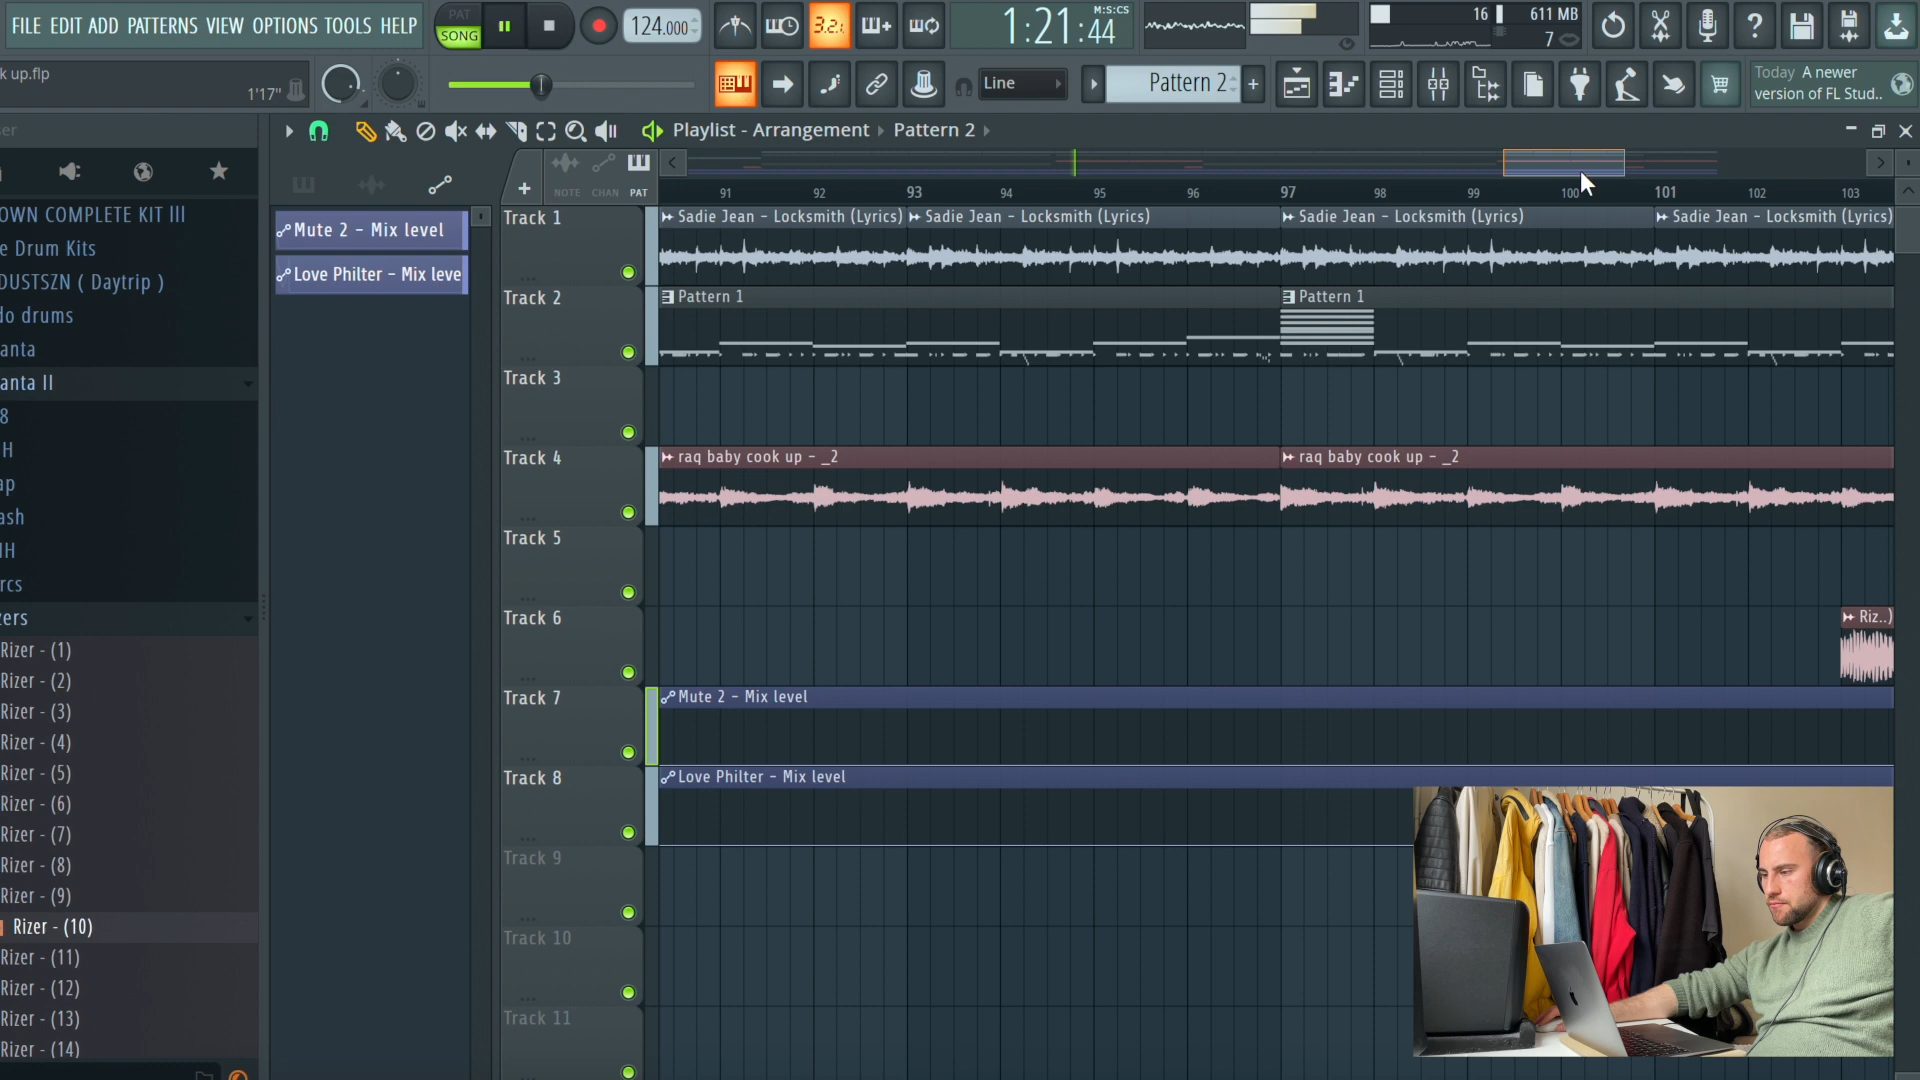 FILE EDIT ADD PATTERNS VIEW OPTIONS TOOLS HELP
PAT
SONG
124.000
3.2.
1:21:44
M:S:CS
16
611 MB
7
k up.flp
1'17"
Line
Pattern 2
+
Today A newer
version of FL Stud..
ser
Playlist - Arrangement
Pattern 2
NOTE
CHAN
PAT
91
92
93
94
95
96
97
98
99
100
101
102
103
OWN COMPLETE KIT III
e Drum Kits
DUSTSZN ( Daytrip )
do drums
anta
anta II
8
H
ap
ash
HH
rcs
zers
Rizer - (1)
Rizer - (2)
Rizer - (3)
Rizer - (4)
Rizer - (5)
Rizer - (6)
Rizer - (7)
Rizer - (8)
Rizer - (9)
Rizer - (10)
Rizer - (11)
Rizer - (12)
Rizer - (13)
Rizer - (14)
Mute 2 - Mix level
Love Philter - Mix leve
Track 1
Sadie Jean - Locksmith (Lyrics)
Sadie Jean - Locksmith (Lyrics)
Sadie Jean - Locksmith (Lyrics)
Sadie Jean - Locksmith (Lyrics)
Track 2
Pattern 1
Pattern 1
Track 3
Track 4
raq baby cook up - _2
raq baby cook up - _2
Track 5
Track 6
Riz..)
Track 7
Mute 2 - Mix level
Track 8
Love Philter - Mix level
Track 9
Track 10
Track 11